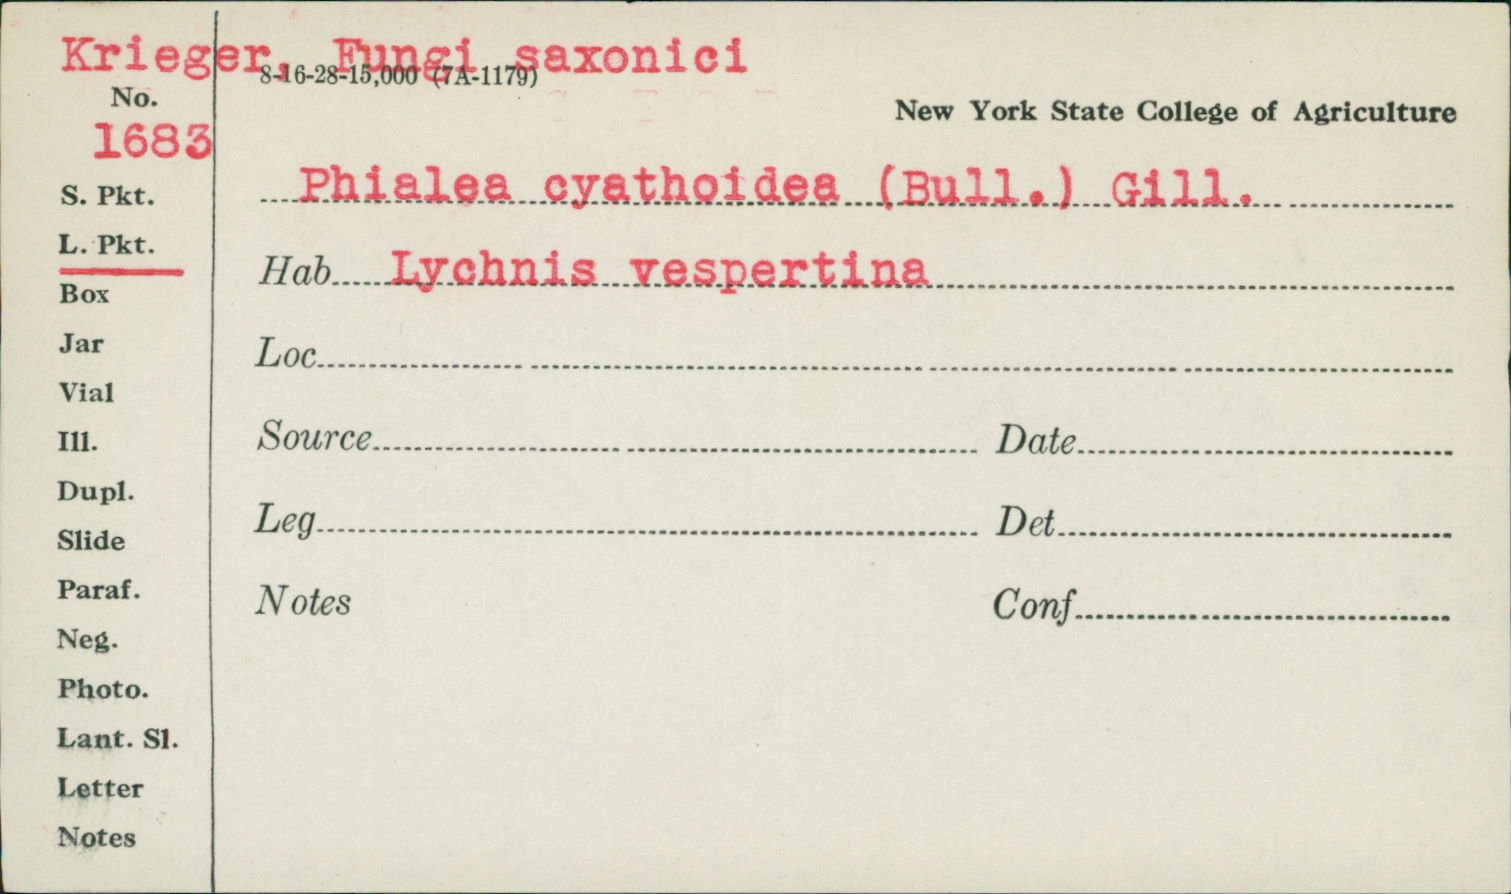 Krieger, Fungi saxonici
8-16-28-15,000 (7A-1179)
No.
New York State College of Agriculture
1683
S. Pkt.
Phialea cyathoidea (Bull.) Gill.
L. Pkt.
Hab. Lychnis vespertina
Box
Jar
Loc.
Vial
Ill.
Source
Date
Dupl.
Slide
Leg.
Det.
Paraf.
Notes
Conf.
Neg.
Photo.
Lant. Sl.
Letter
Notes